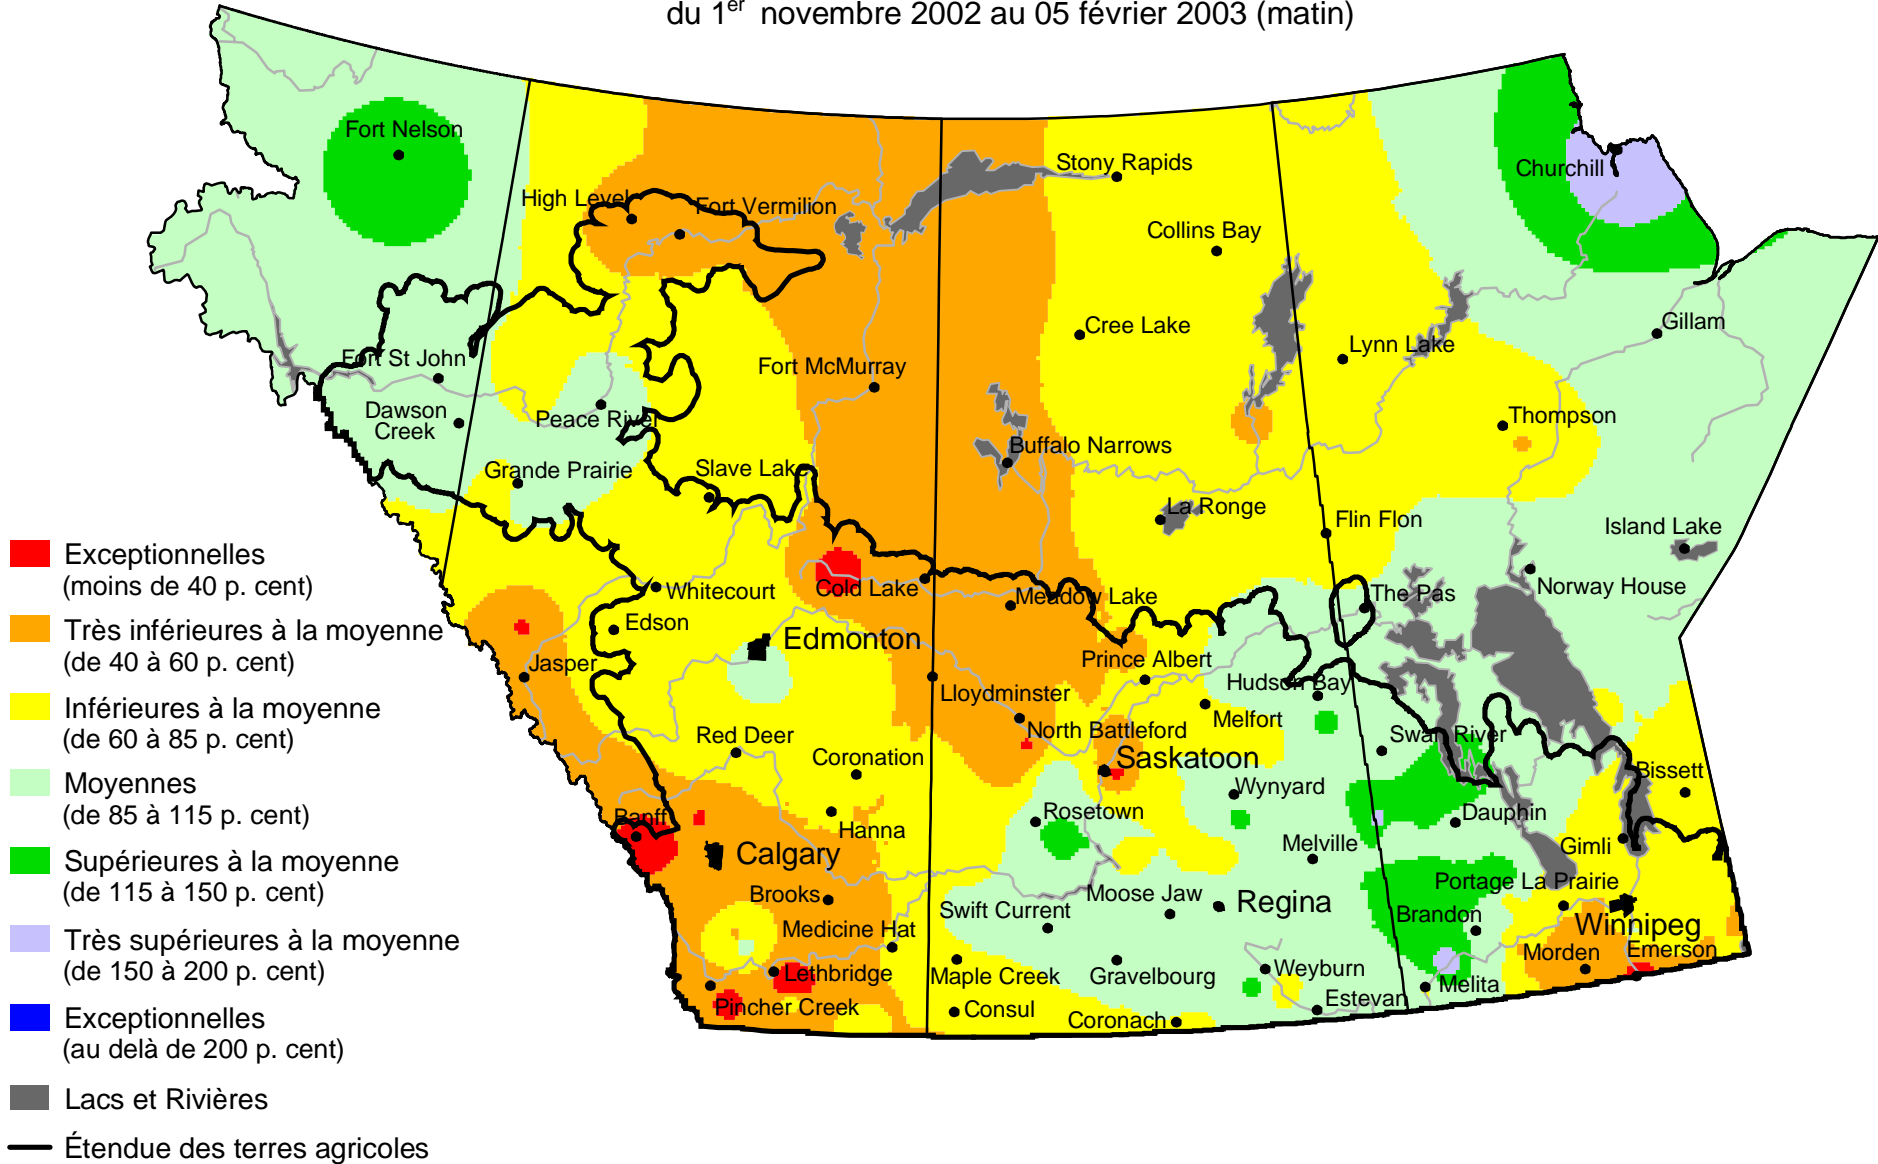 du 1er novembre 2002 au 05 février 2003 (matin)
Fort Nelson
Churchill
Stony Rapids
High Level
Fort Vermilion
Collins Bay
Gillam
Cree Lake
Lynn Lake
Fort St John
Fort McMurray
Dawson
Creek
Peace River
Thompson
Buffalo Narrows
Grande Prairie
Slave Lake
La Ronge
Flin Flon
Island Lake
Cold Lake
Whitecourt
Meadow Lake
The Pas
Norway House
Edson
Edmonton
Jasper
Prince Albert
Hudson Bay
Lloydminster
Melfort
North Battleford
Red Deer
Swan River
Coronation
Saskatoon
Bissett
Wynyard
Banff
Hanna
Rosetown
Dauphin
Calgary
Melville
Gimli
Brooks
Moose Jaw
Portage La Prairie
Swift Current
Regina
Brandon
Medicine Hat
Winnipeg
Lethbridge
Maple Creek
Gravelbourg
Weyburn
Morden
Emerson
Pincher Creek
Consul
Coronach
Estevan
Melita
Exceptionnelles
(moins de 40 p. cent)
Très inférieures à la moyenne
(de 40 à 60 p. cent)
Inférieures à la moyenne
(de 60 à 85 p. cent)
Moyennes
(de 85 à 115 p. cent)
Supérieures à la moyenne
(de 115 à 150 p. cent)
Très supérieures à la moyenne
(de 150 à 200 p. cent)
Exceptionnelles
(au delà de 200 p. cent)
Lacs et Rivières
Étendue des terres agricoles